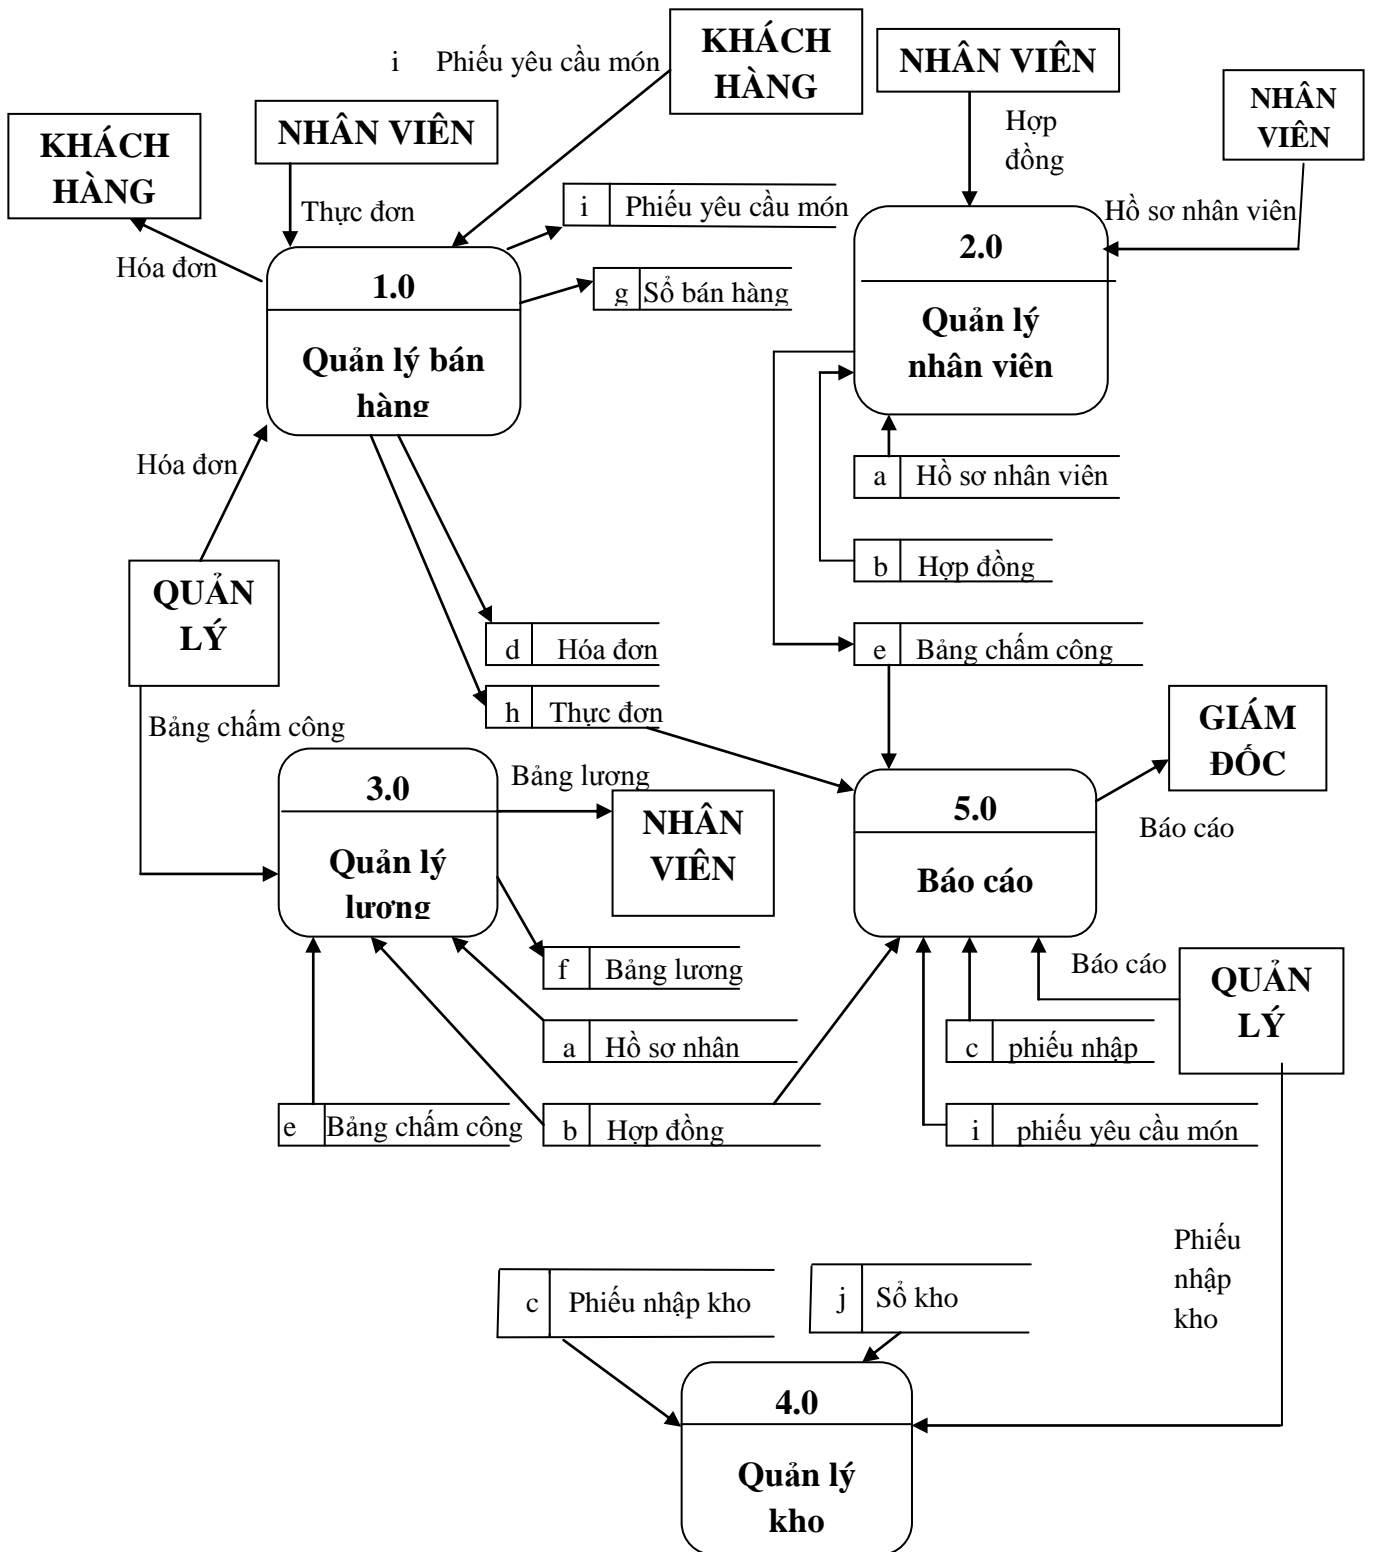 i Phiếu yêu cầu món
KHÁCH
HÀNG
NHÂN VIÊN
NHÂN
VIÊN
KHÁCH
HÀNG
NHÂN VIÊN
Hợp
đồng
Thực đơn
i Phiếu yêu cầu món
Hồ sơ nhân viên
Hóa đơn
1.0
Quản lý bán
hàng
g Sổ bán hàng
2.0
Quản lý
nhân viên
Hóa đơn
a Hồ sơ nhân viên
b Hợp đồng
QUẢN
LÝ
d Hóa đơn
e Bảng chấm công
h Thực đơn
Bảng chấm công
GIÁM
ĐỐC
3.0
Quản lý
lương
Bảng lương
NHÂN
VIÊN
5.0
Báo cáo
Báo cáo
f Bảng lương
Báo cáo
QUẢN
LÝ
a Hồ sơ nhân
c phiếu nhập
e Bảng chấm công
b Hợp đồng
i phiếu yêu cầu món
Phiếu
nhập
kho
c Phiếu nhập kho
j Sổ kho
4.0
Quản lý
kho